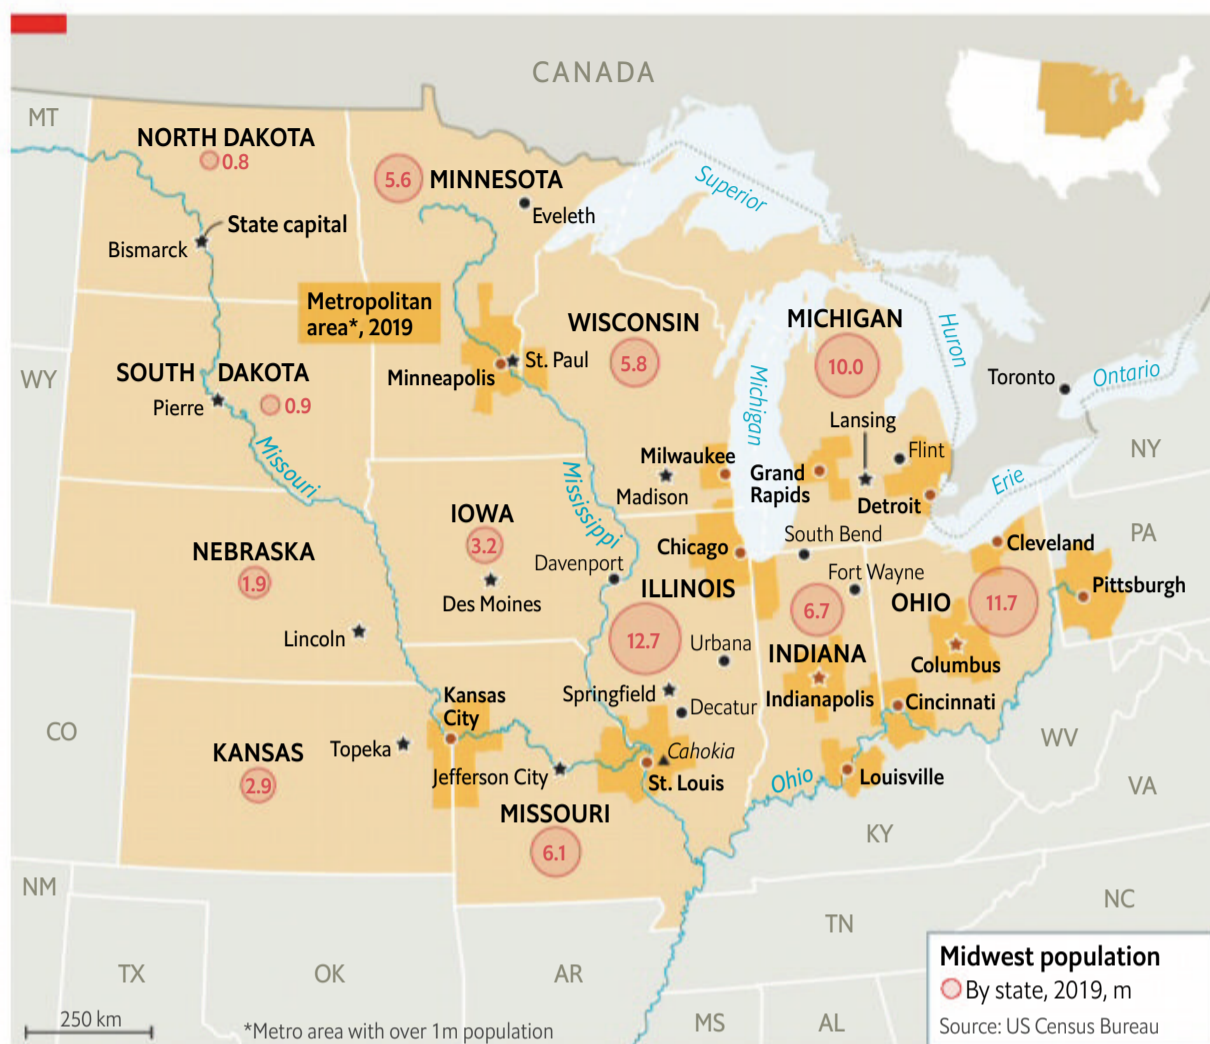 CANADA
MT
NORTH DAKOTA
0.8
5.6
MINNESOTA
Superior
Eveleth
State capital
Bismarck
Metropolitan
area*, 2019
WISCONSIN
5.8
MICHIGAN
10.0
Huron
WY
SOUTH DAKOTA
Pierre
0.9
Minneapolis
St. Paul
Michigan
Toronto
Ontario
Lansing
Flint
NY
Missouri
Mississippi
Milwaukee
Madison
Grand
Rapids
Detroit
Erie
IOWA
3.2
Des Moines
Davenport
Chicago
South Bend
Cleveland
PA
NEBRASKA
1.9
Lincoln
ILLINOIS
12.7
Urbana
Fort Wayne
6.7
INDIANA
Indianapolis
OHIO
11.7
Columbus
Pittsburgh
Kansas
City
Springfield
Decatur
Cincinnati
CO
KANSAS
2.9
Topeka
Jefferson City
Cahokia
St. Louis
Ohio
Louisville
WV
VA
MISSOURI
6.1
KY
NM
TX
OK
AR
TN
NC
MS
AL
250 km
*Metro area with over 1m population
Midwest population
By state, 2019, m
Source: US Census Bureau